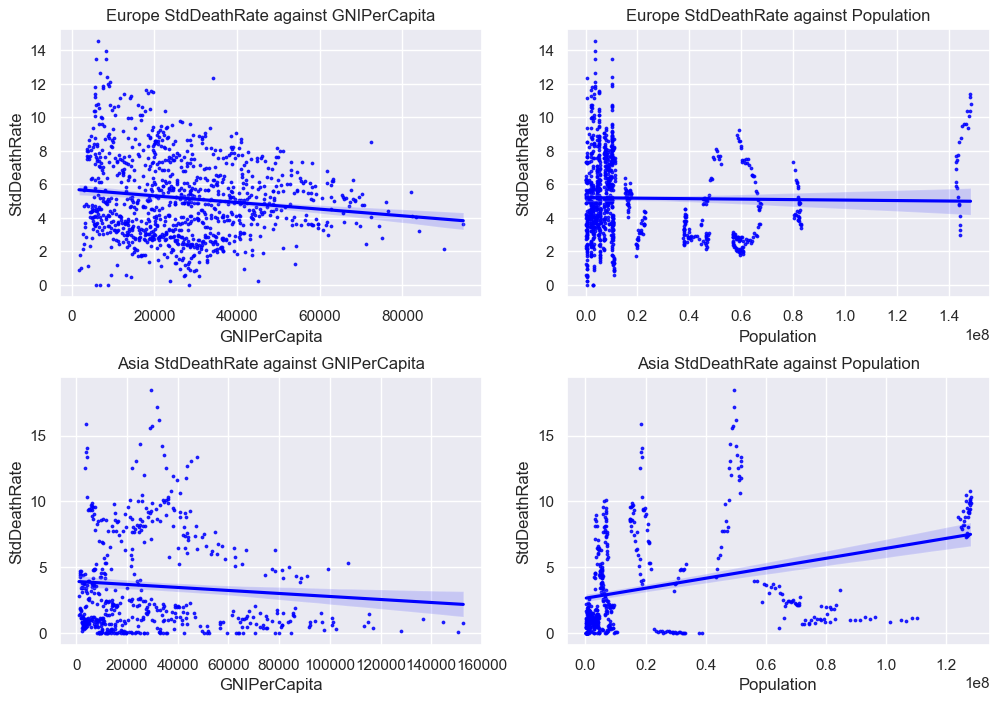 Europe StdDeathRate against GNIPerCapita
StdDeathRate
14
12
10
8
6
4
2
0
0 20000 40000 60000 80000
GNIPerCapita
Europe StdDeathRate against Population
StdDeathRate
14
12
10
8
6
4
2
0
0.0 0.2 0.4 0.6 0.8 1.0 1.2 1.4
1e8
Population
Asia StdDeathRate against GNIPerCapita
StdDeathRate
15
10
5
0
0 20000 40000 60000 80000 100000 120000 140000 160000
GNIPerCapita
Asia StdDeathRate against Population
StdDeathRate
15
10
5
0
0.0 0.2 0.4 0.6 0.8 1.0 1.2
1e8
Population